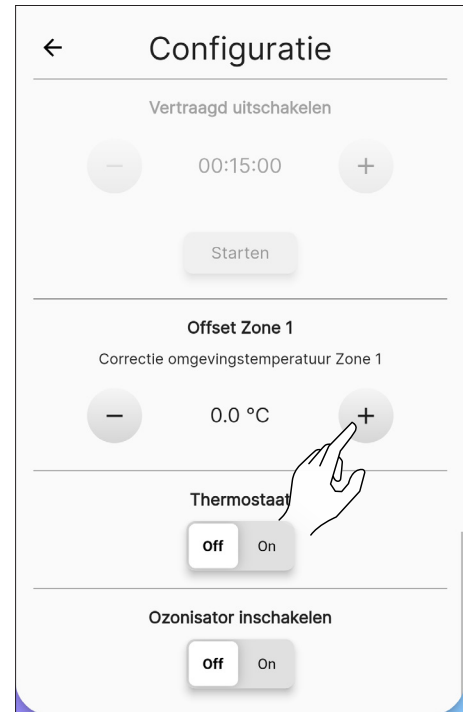 ← Configuratie
Vertraagd uitschakelen
− 00:15:00 +
Starten
Offset Zone 1
Correctie omgevingstemperatuur Zone 1
− 0.0 °C +
Thermostaat
Off On
Ozonisator inschakelen
Off On